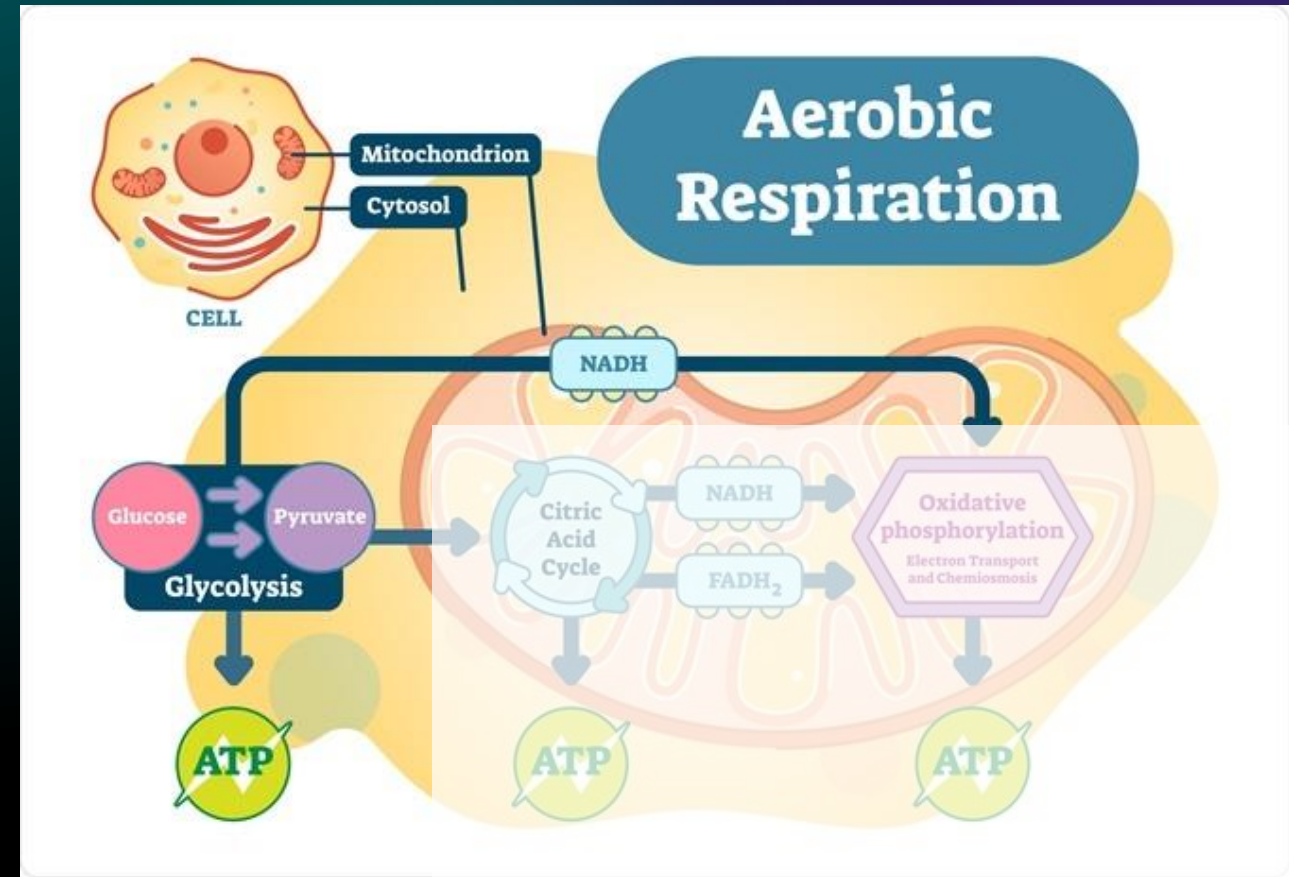 Aerobic
Respiration
Mitochondrion
Cytosol
CELL
NADH
Glucose
Pyruvate
Glycolysis
Citric
Acid
Cycle
NADH
FADH₂
Oxidative
phosphorylation
Electron Transport
and Chemiosmosis
ATP
ATP
ATP